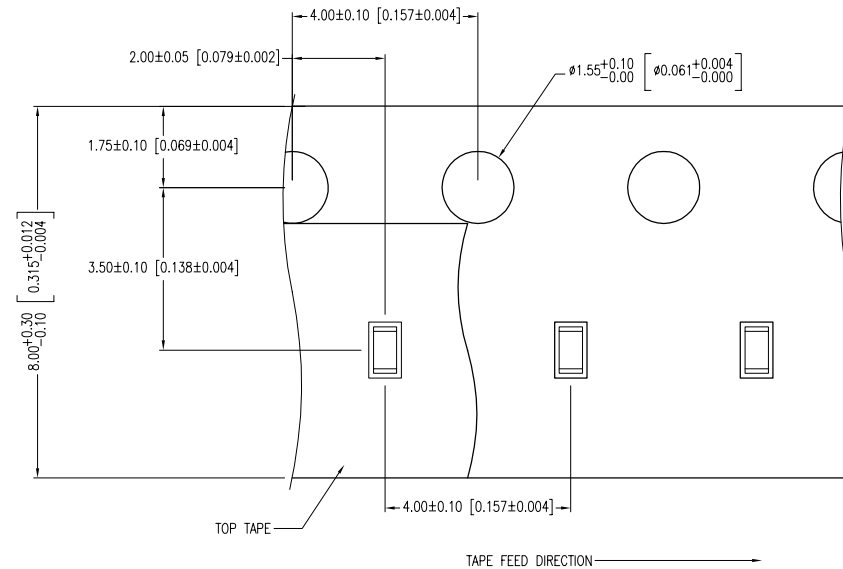 4.00±0.10 [0.157±0.004]
2.00±0.05 [0.079±0.002]
ø1.55+0.10 -0.00 [ø0.061+0.004 -0.000]
1.75±0.10 [0.069±0.004]
3.50±0.10 [0.138±0.004]
8.00+0.30 -0.10 [0.315+0.012 -0.004]
4.00±0.10 [0.157±0.004]
TOP TAPE
TAPE FEED DIRECTION